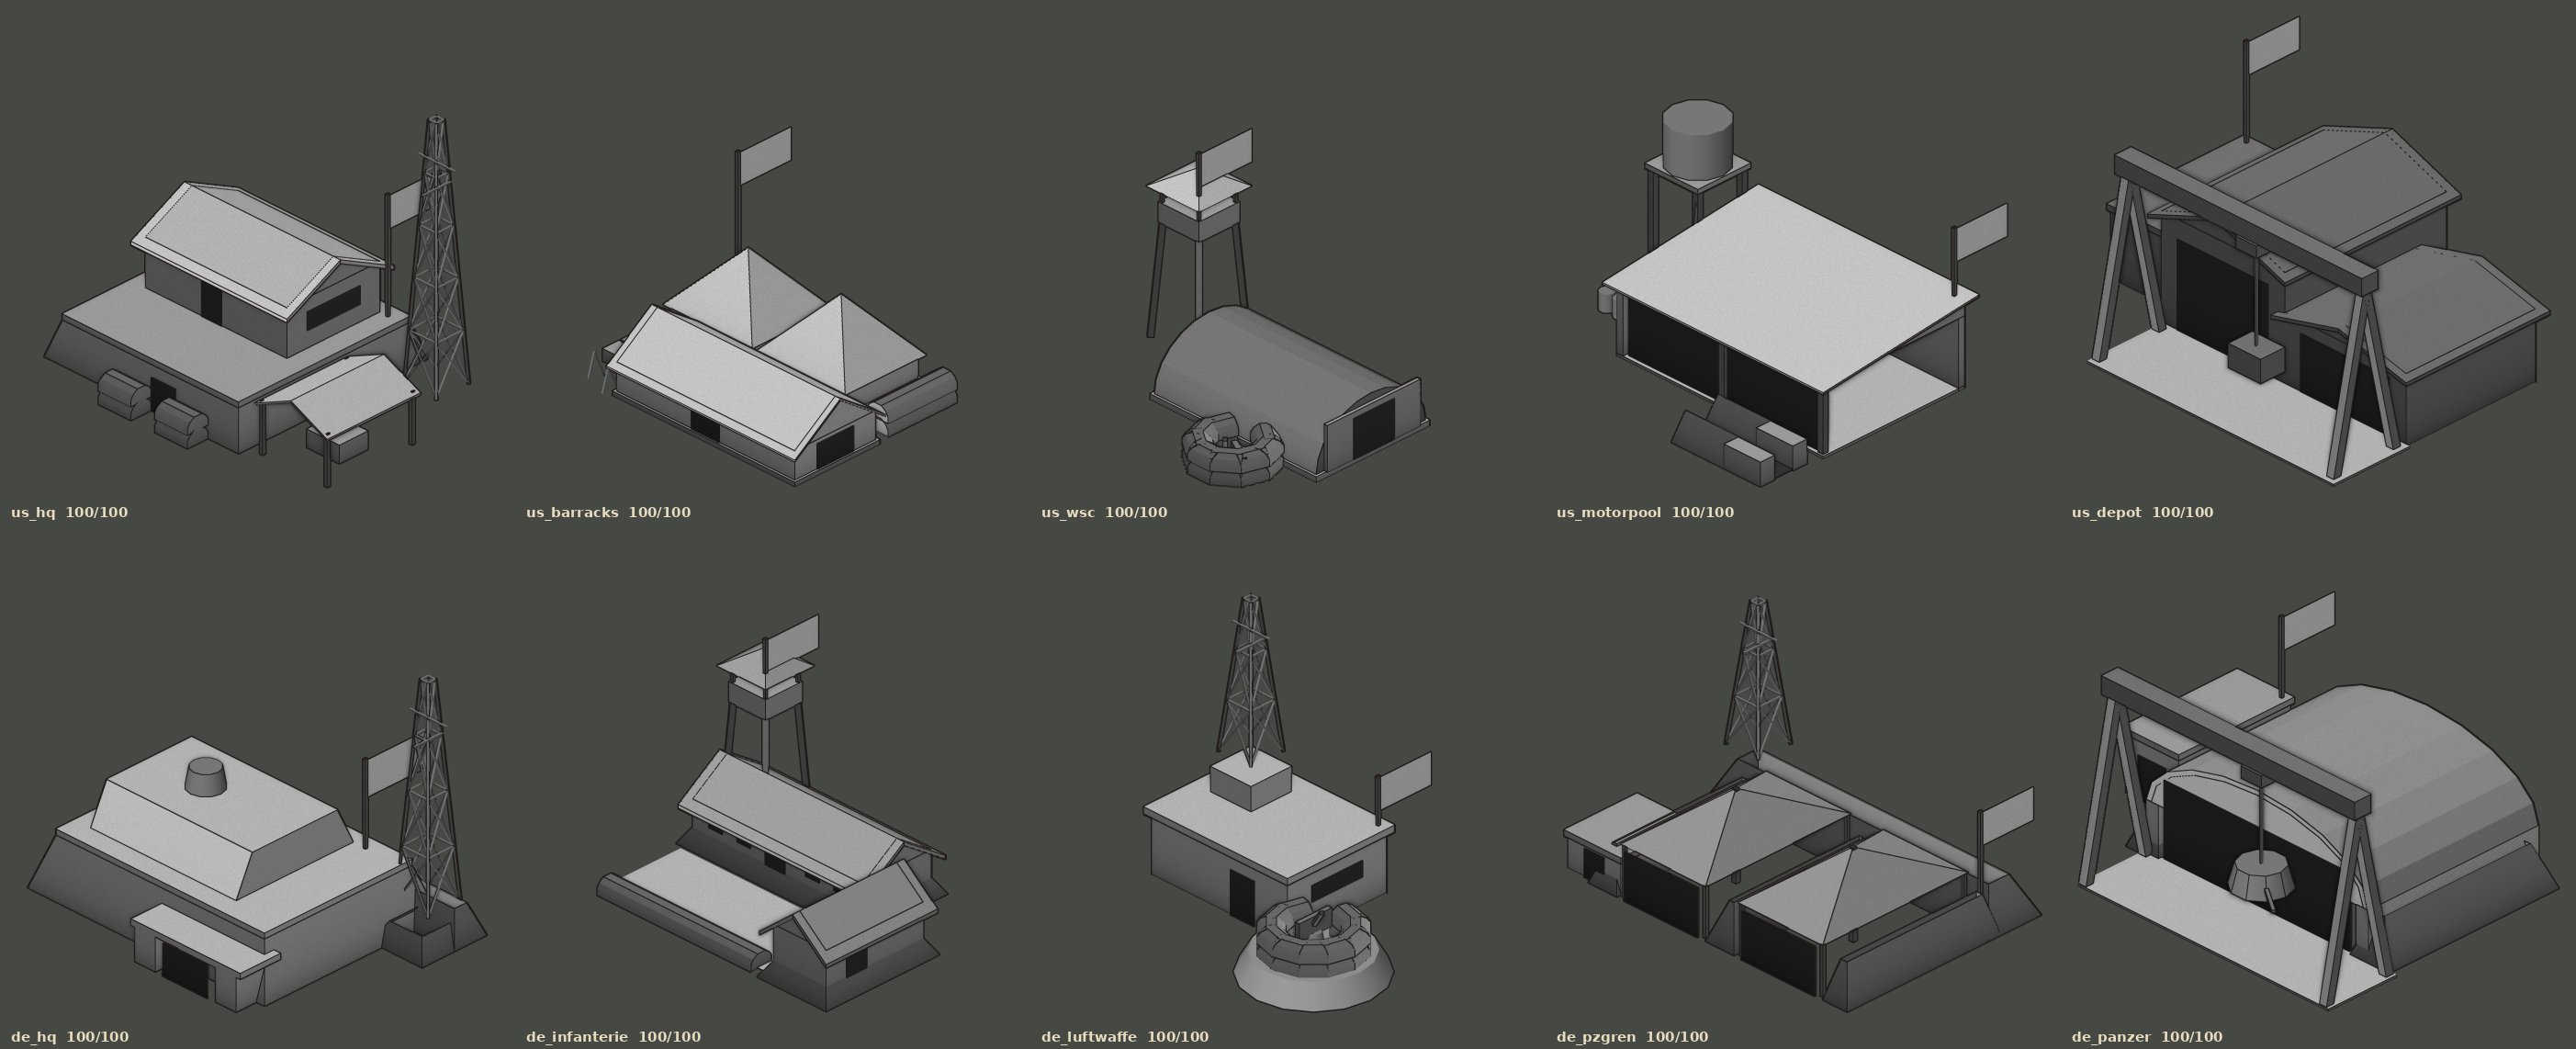 us_hq 100/100
us_barracks 100/100
us_wsc 100/100
us_motorpool 100/100
us_depot 100/100
de_hq 100/100
de_infanterie 100/100
de_luftwaffe 100/100
de_pzgren 100/100
de_panzer 100/100